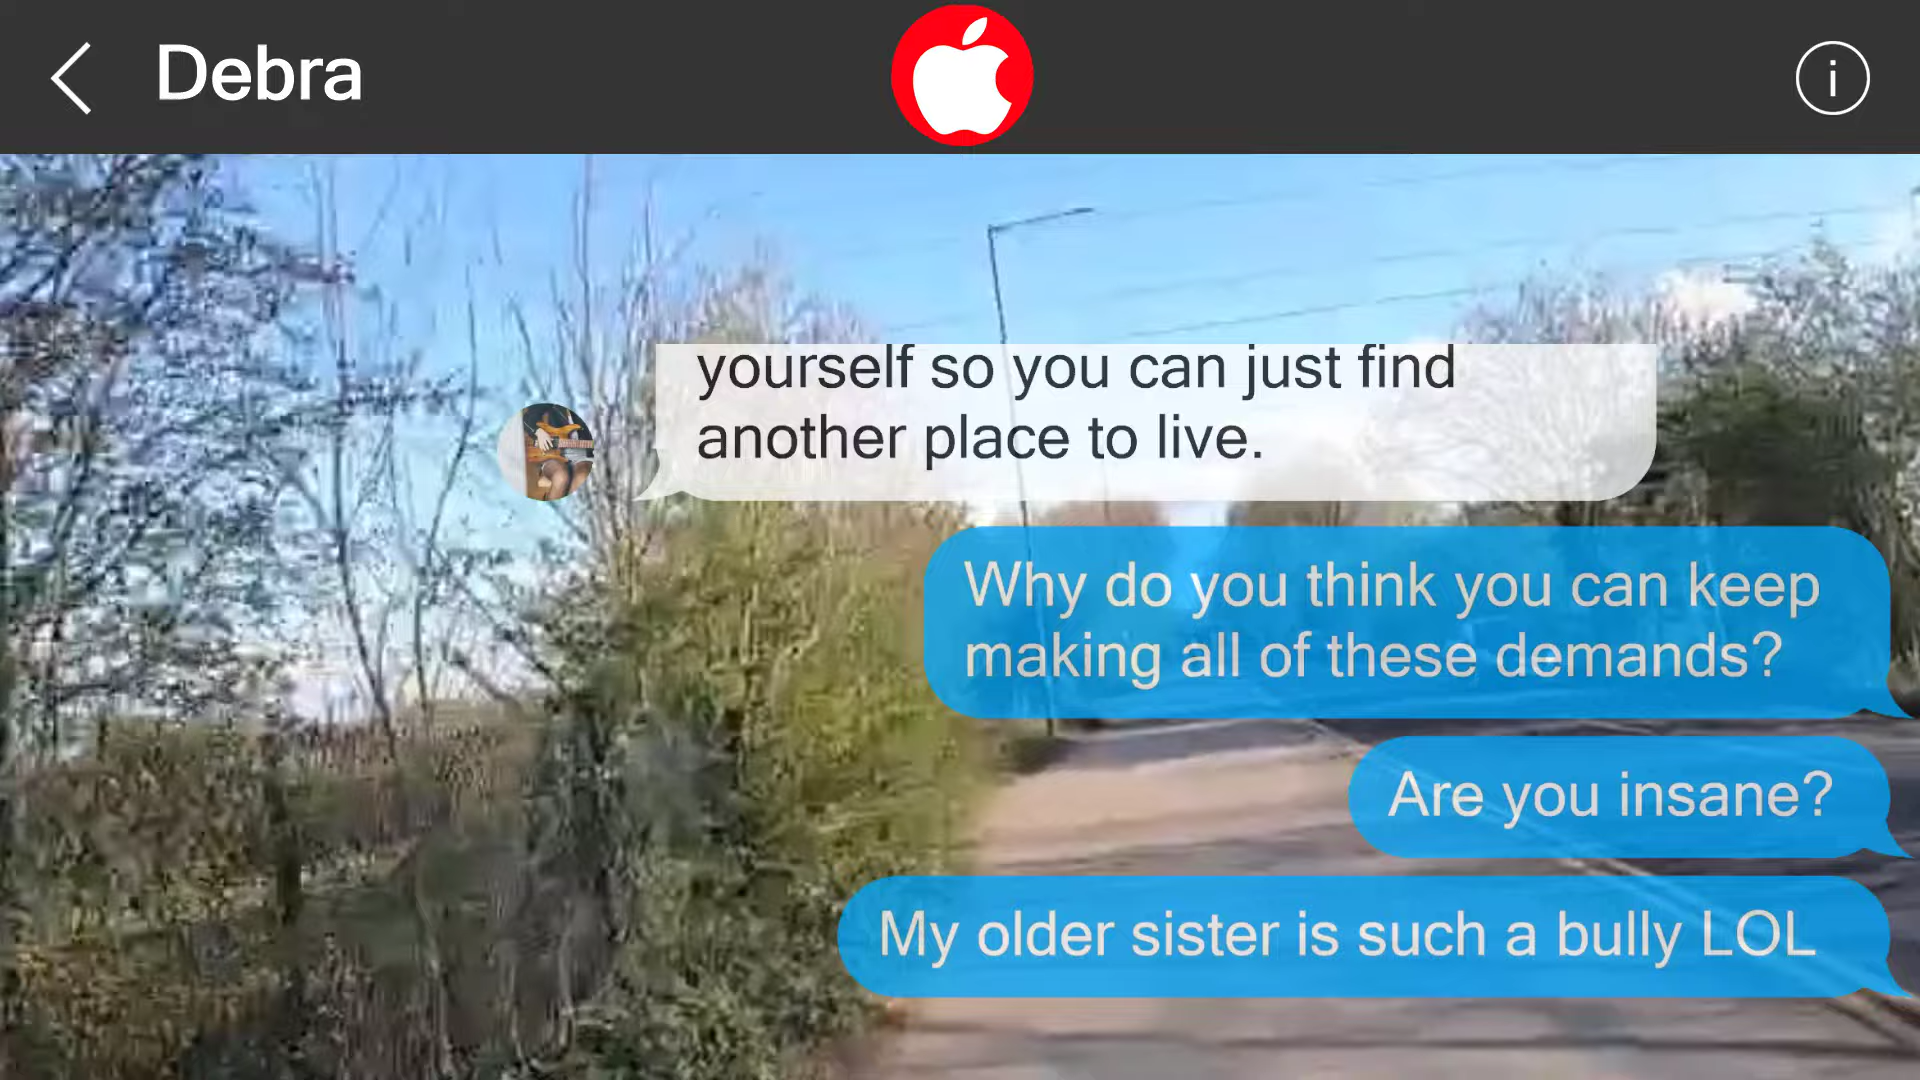 Debra
yourself so you can just find
another place to live.
Why do you think you can keep
making all of these demands?
Are you insane?
My older sister is such a bully LOL